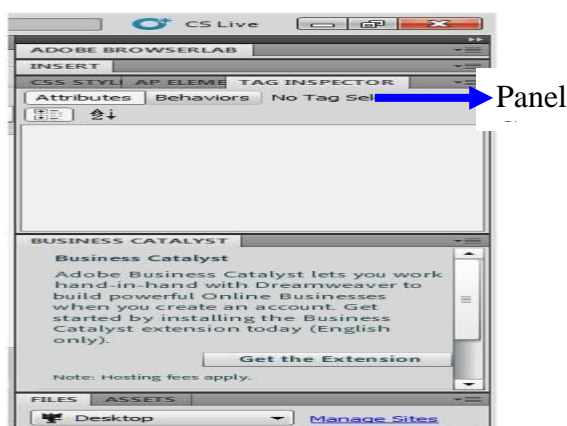 CS Live
ADOBE BROWSERLAB
INSERT
CSS STYL AP ELEME TAG INSPECTOR
Attributes Behaviors No Tag Sel
Panel
BUSINESS CATALYST
Business Catalyst
Adobe Business Catalyst lets you work
hand-in-hand with Dreamweaver to
build powerful Online Businesses
when you create an account. Get
started by installing the Business
Catalyst extension today (English
only).
Get the Extension
Note: Hosting fees apply.
FILES ASSETS
Desktop Manage Sites